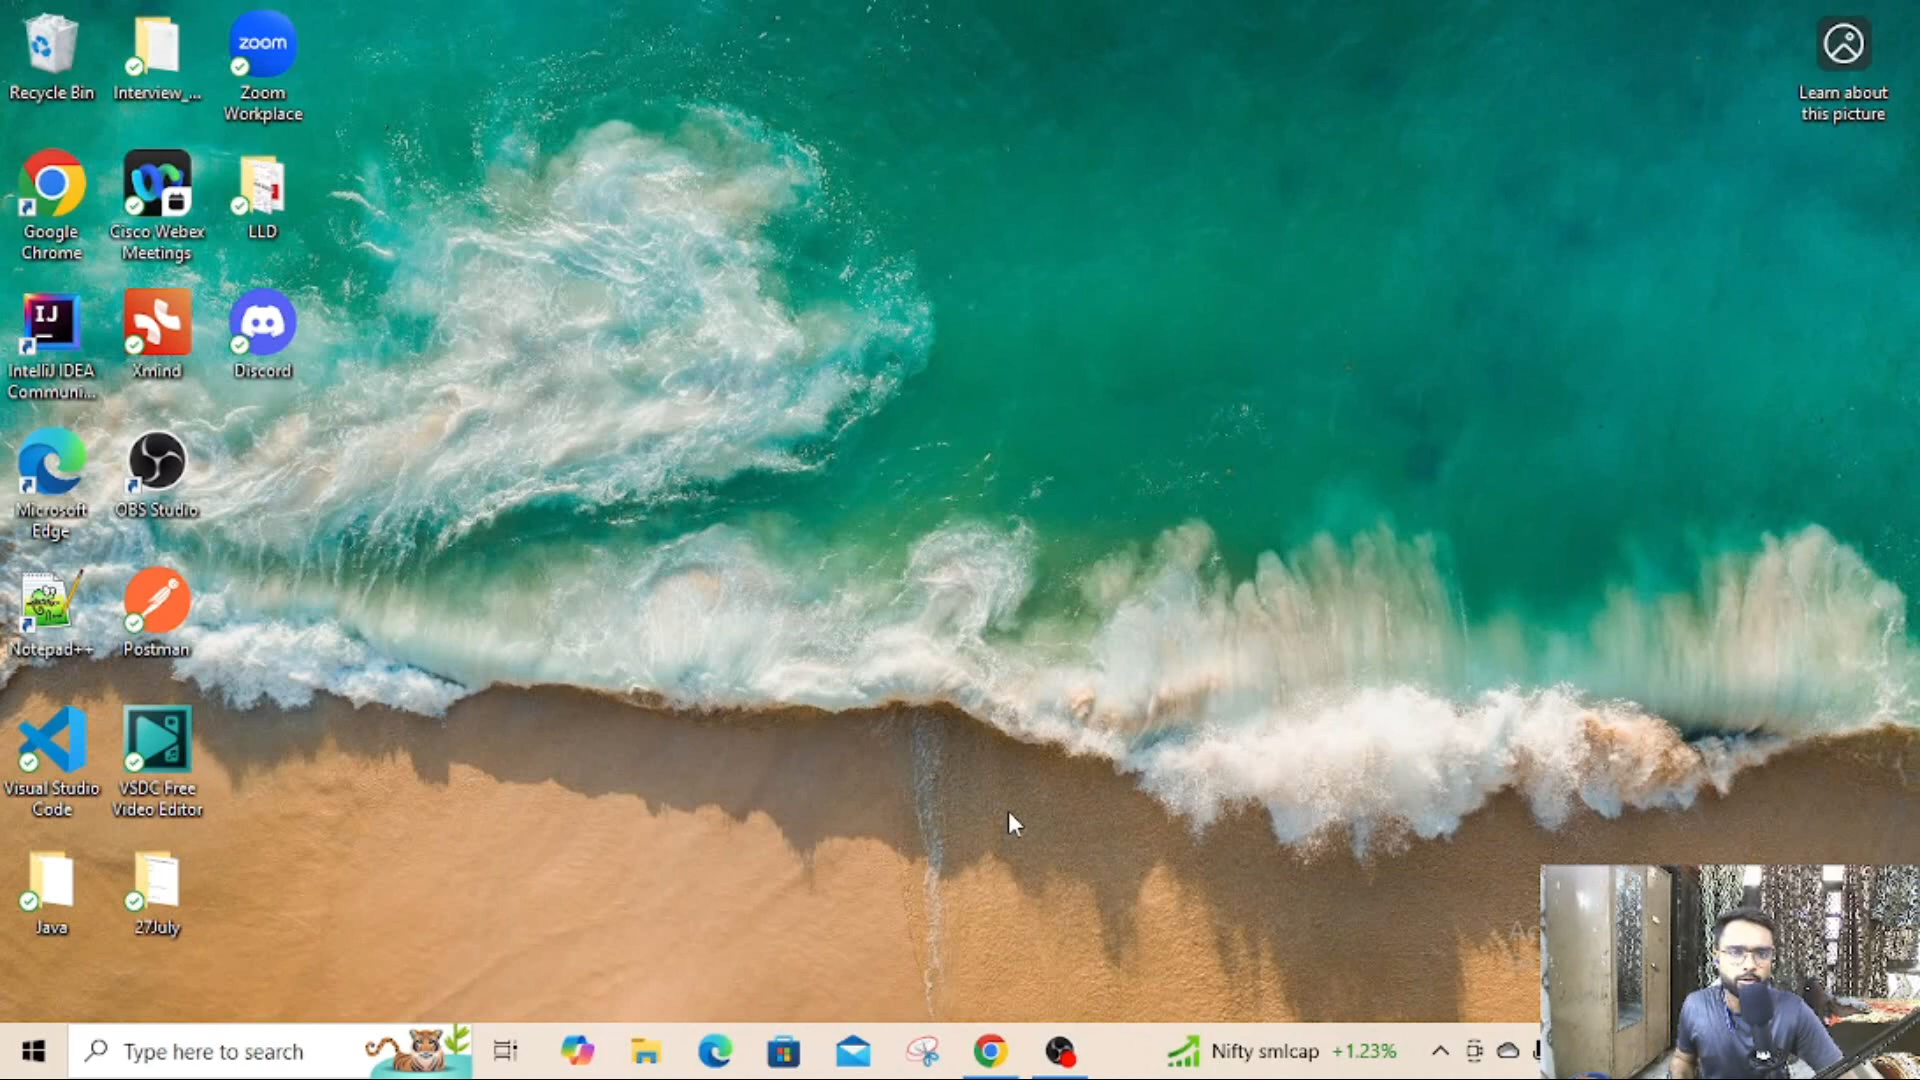 Recycle Bin
Interview_...
zoom
Zoom
Workplace
Learn about
this picture
Google
Chrome
Cisco Webex
Meetings
LLD
IJ
IntelliJ IDEA
Communi...
Xmind
Discord
Microsoft
Edge
OBS Studio
Notepad++
Postman
Visual Studio
Code
VSDC Free
Video Editor
Java
27July
Type here to search
Nifty smlcap +1.23%